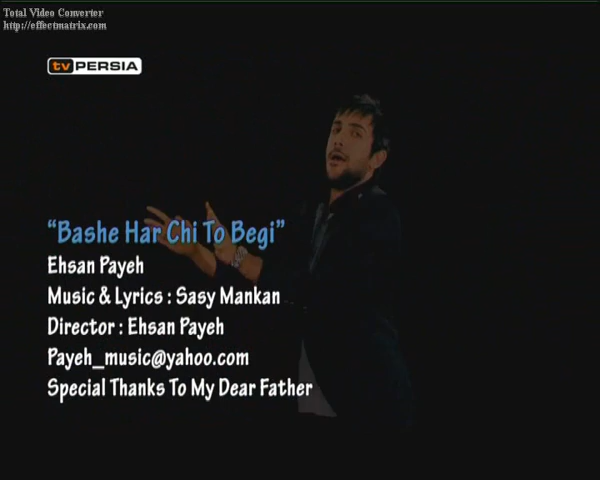 Total Video Converter
http://effectmatrix.com
tv PERSIA
“Bashe Har Chi To Begi”
Ehsan Payeh
Music & Lyrics : Sasy Mankan
Director : Ehsan Payeh
Payeh_music@yahoo.com
Special Thanks To My Dear Father